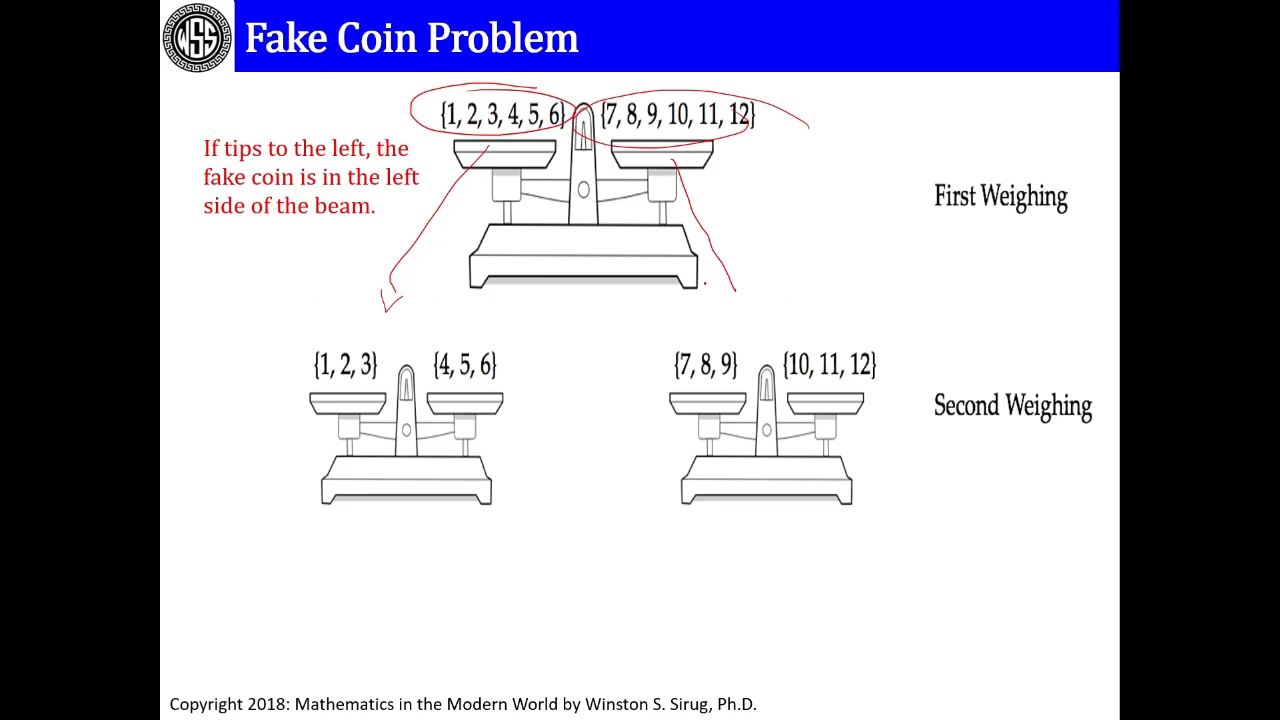 WSS
Fake Coin Problem
{1, 2, 3, 4, 5, 6} {7, 8, 9, 10, 11, 12}
If tips to the left, the
fake coin is in the left
side of the beam.
First Weighing
{1, 2, 3} {4, 5, 6} {7, 8, 9} {10, 11, 12}
Second Weighing
Copyright 2018: Mathematics in the Modern World by Winston S. Sirug, Ph.D.